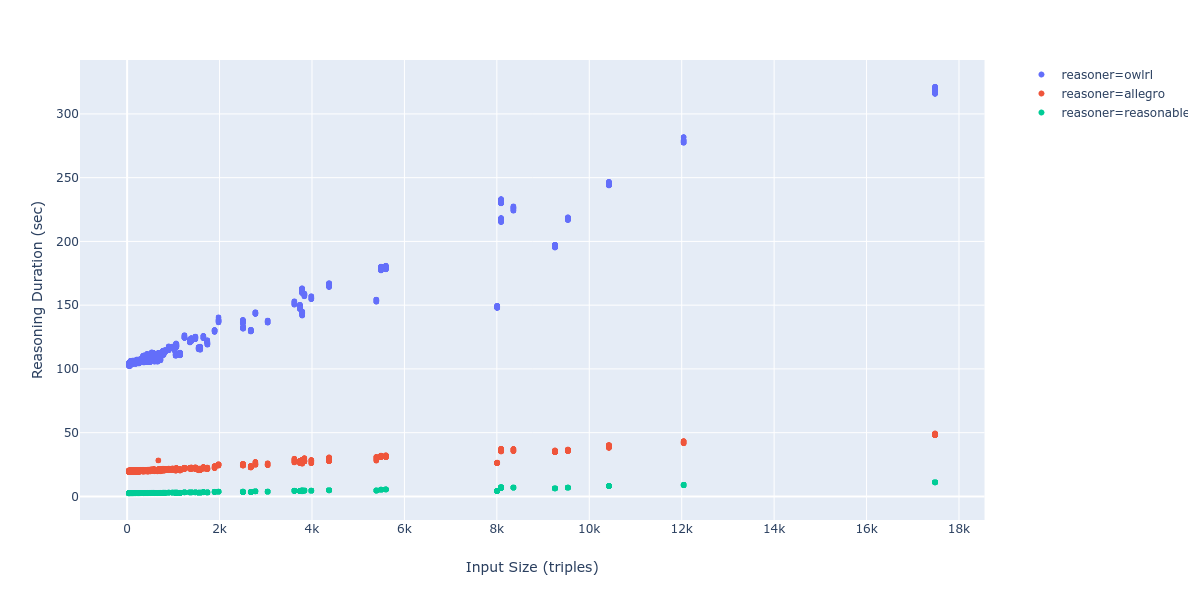 reasoner=owlrl
reasoner=allegro
reasoner=reasonable
300
250
200
150
100
50
0
Reasoning Duration (sec)
0 2k 4k 6k 8k 10k 12k 14k 16k 18k
Input Size (triples)